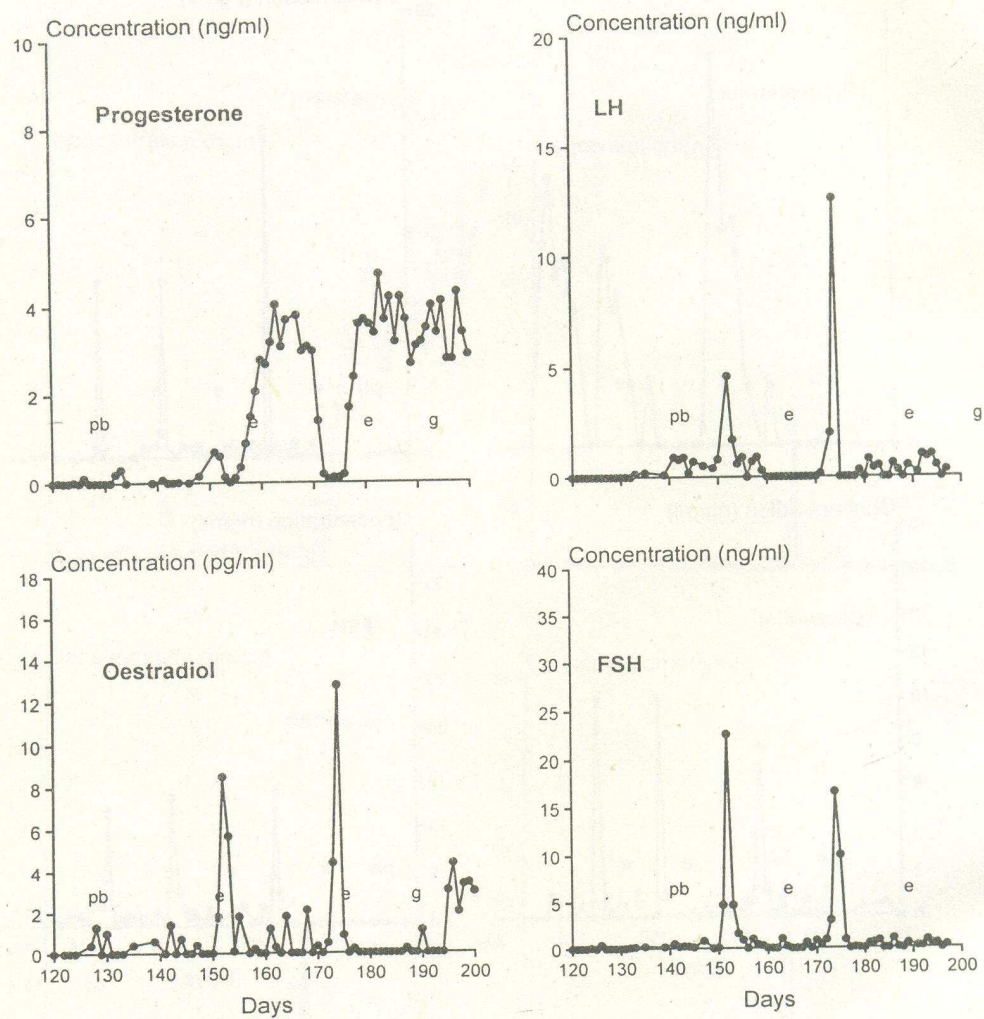 Concentration (ng/ml)
10
8
6
4
2
0
Progesterone
pb
e
e
g
Concentration (ng/ml)
20
15
10
5
0
LH
pb
e
e
g
Concentration (pg/ml)
18
16
14
12
10
8
6
4
2
0
Oestradiol
pb
e
e
g
120 130 140 150 160 170 180 190 200
Days
Concentration (ng/ml)
40
35
30
25
20
15
10
5
0
FSH
pb
e
e
120 130 140 150 160 170 180 190 200
Days